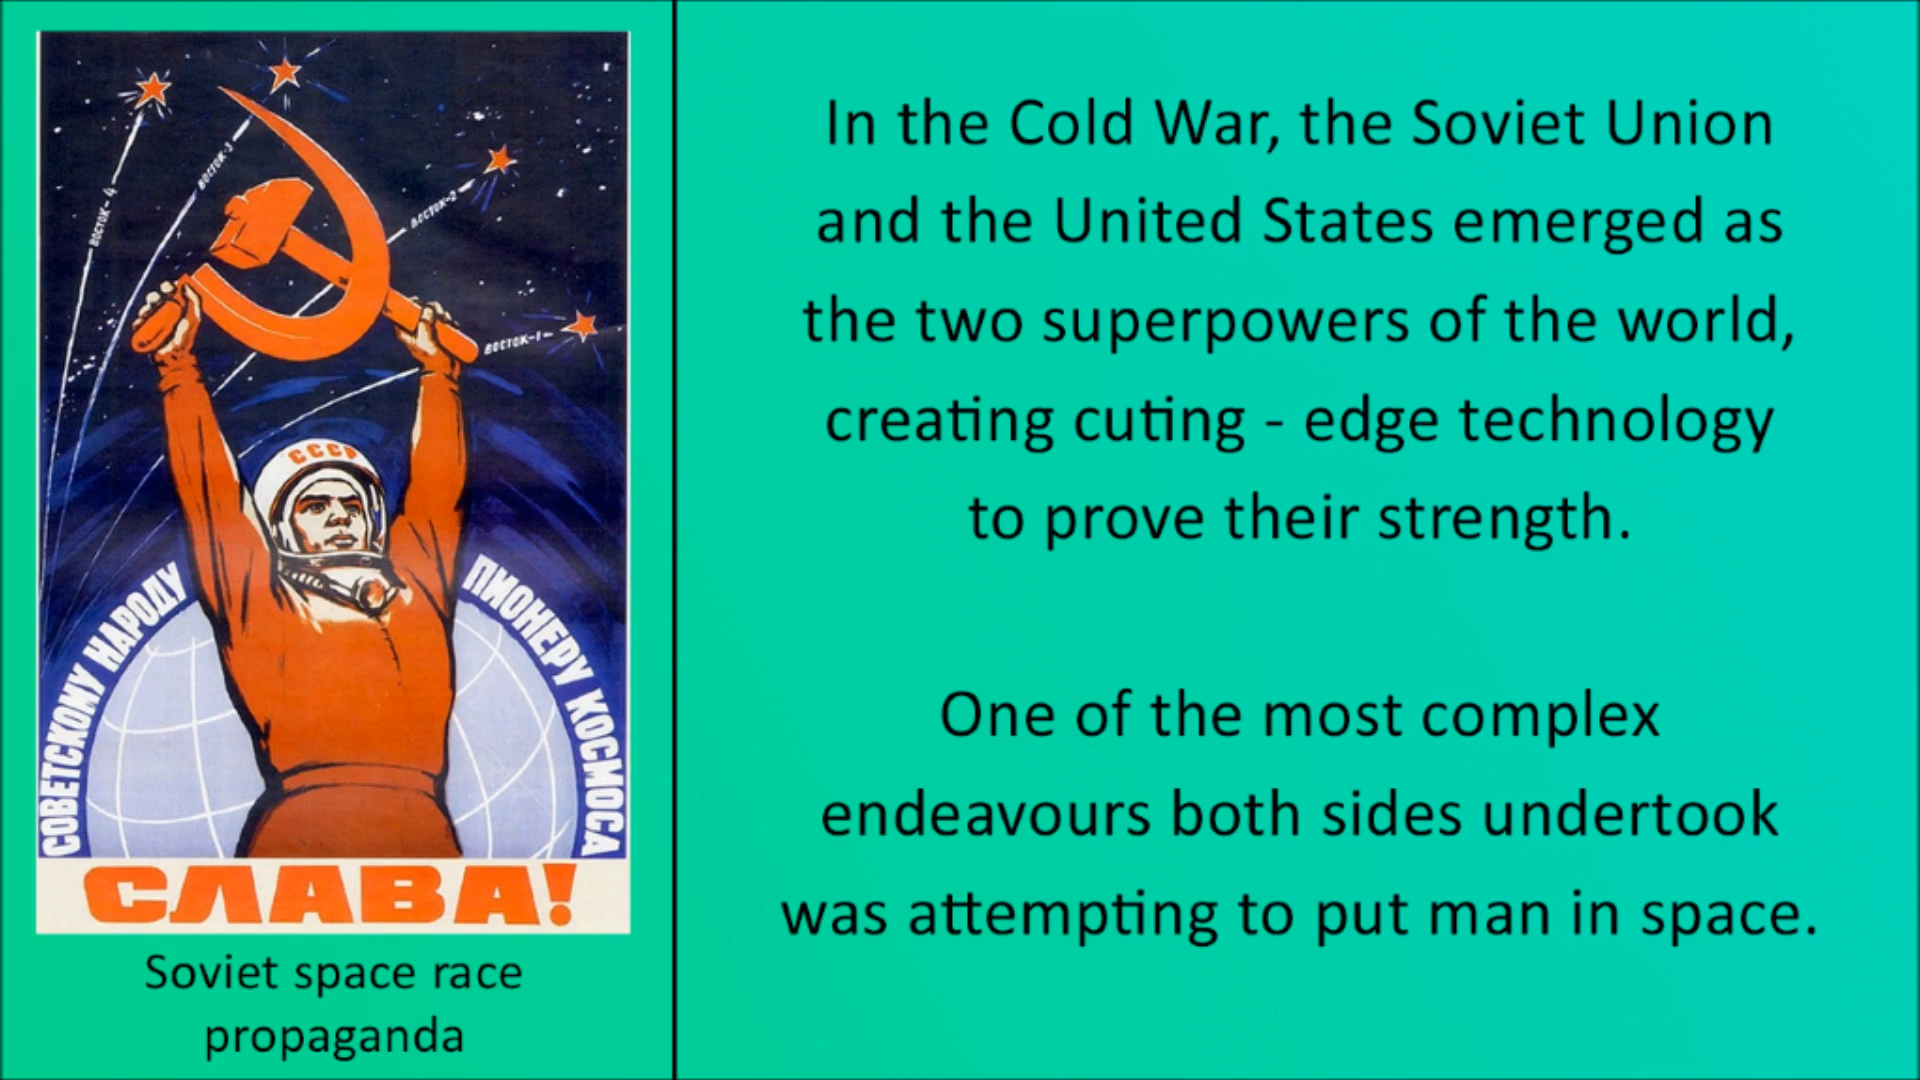 ВОСТОК-4
ВОСТОК-3
ВОСТОК-2
ВОСТОК-1-
СССР
СОВЕТСКОМУ НАРОДУ
ПИОНЕРУ КОСМОСА
СЛАВА!
Soviet space race
propaganda
In the Cold War, the Soviet Union
and the United States emerged as
the two superpowers of the world,
creating cuting - edge technology
to prove their strength.
One of the most complex
endeavours both sides undertook
was attempting to put man in space.